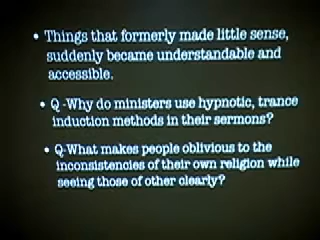 • Things that formerly made little sense,
suddenly became understandable and
accessible.
• Q -Why do ministers use hypnotic, trance
induction methods in their sermons?
• Q-What makes people oblivious to the
inconsistencies of their own religion while
seeing those of other clearly?